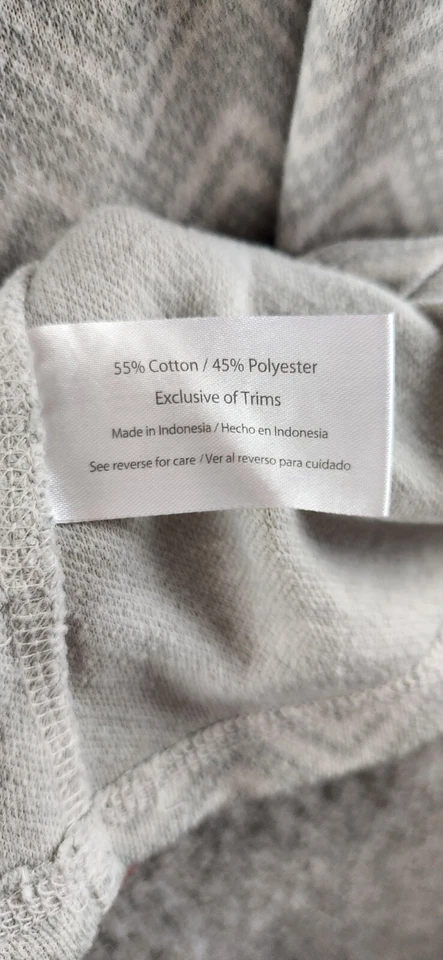 55% Cotton / 45% Polyester
Exclusive of Trims
Made in Indonesia / Hecho en Indonesia
See reverse for care / Ver al reverso para cuidado